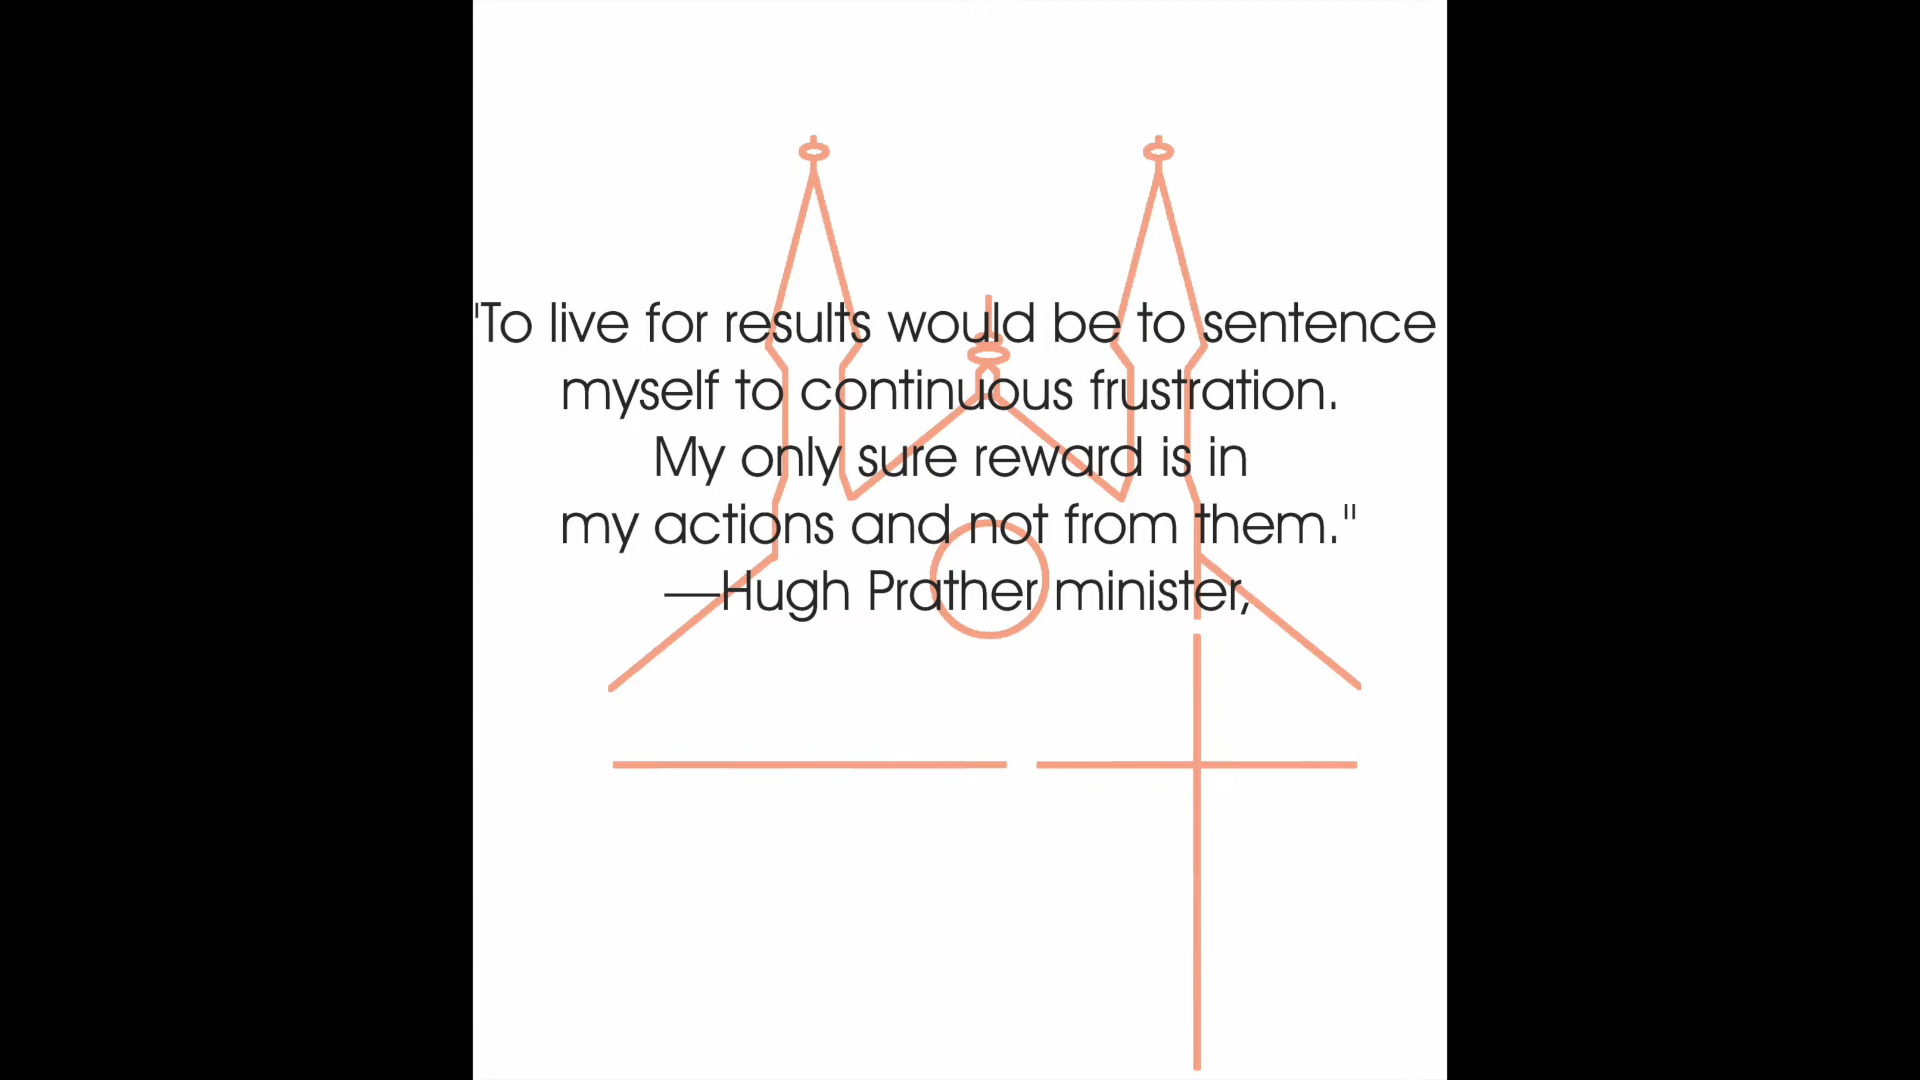 "To live for results would be to sentence
myself to continuous frustration.
My only sure reward is in
my actions and not from them."
—Hugh Prather minister,